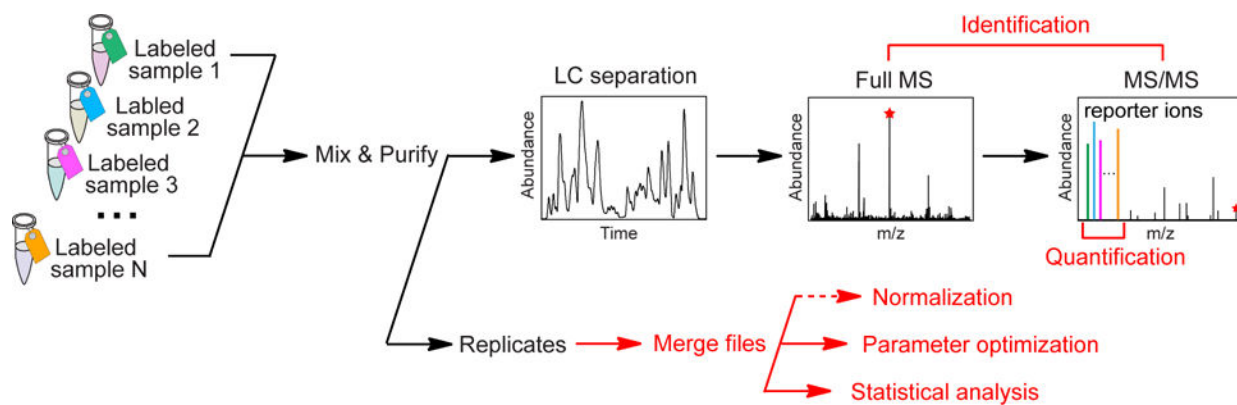 Labeled
sample 1
Labled
sample 2
Labeled
sample 3
Labeled
sample N
Mix & Purify
LC separation
Abundance
Time
Full MS
Abundance
m/z
Identification
MS/MS
reporter ions
Abundance
m/z
Quantification
Replicates
Merge files
Normalization
Parameter optimization
Statistical analysis